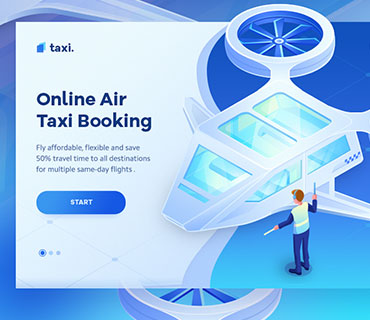 taxi.
Online Air
Taxi Booking
Fly affordable, flexible and save
50% travel time to all destinations
for multiple same-day flights .
START